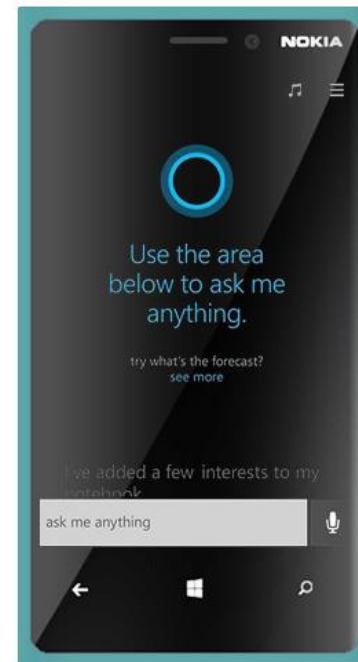 NOKIA
Use the area
below to ask me
anything.
try what's the forecast?
see more
I've added a few interests to my
notebook
ask me anything